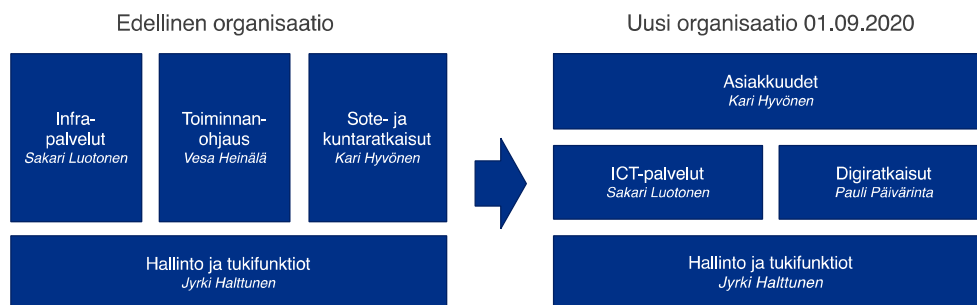 Edellinen organisaatio
Infra-
palvelut
Sakari Luotonen
Toiminnan-
ohjaus
Vesa Heinälä
Sote- ja
kuntaratkaisut
Kari Hyvönen
Hallinto ja tukifunktiot
Jyrki Halttunen
Uusi organisaatio 01.09.2020
Asiakkuudet
Kari Hyvönen
ICT-palvelut
Sakari Luotonen
Digiratkaisut
Pauli Päivärinta
Hallinto ja tukifunktiot
Jyrki Halttunen